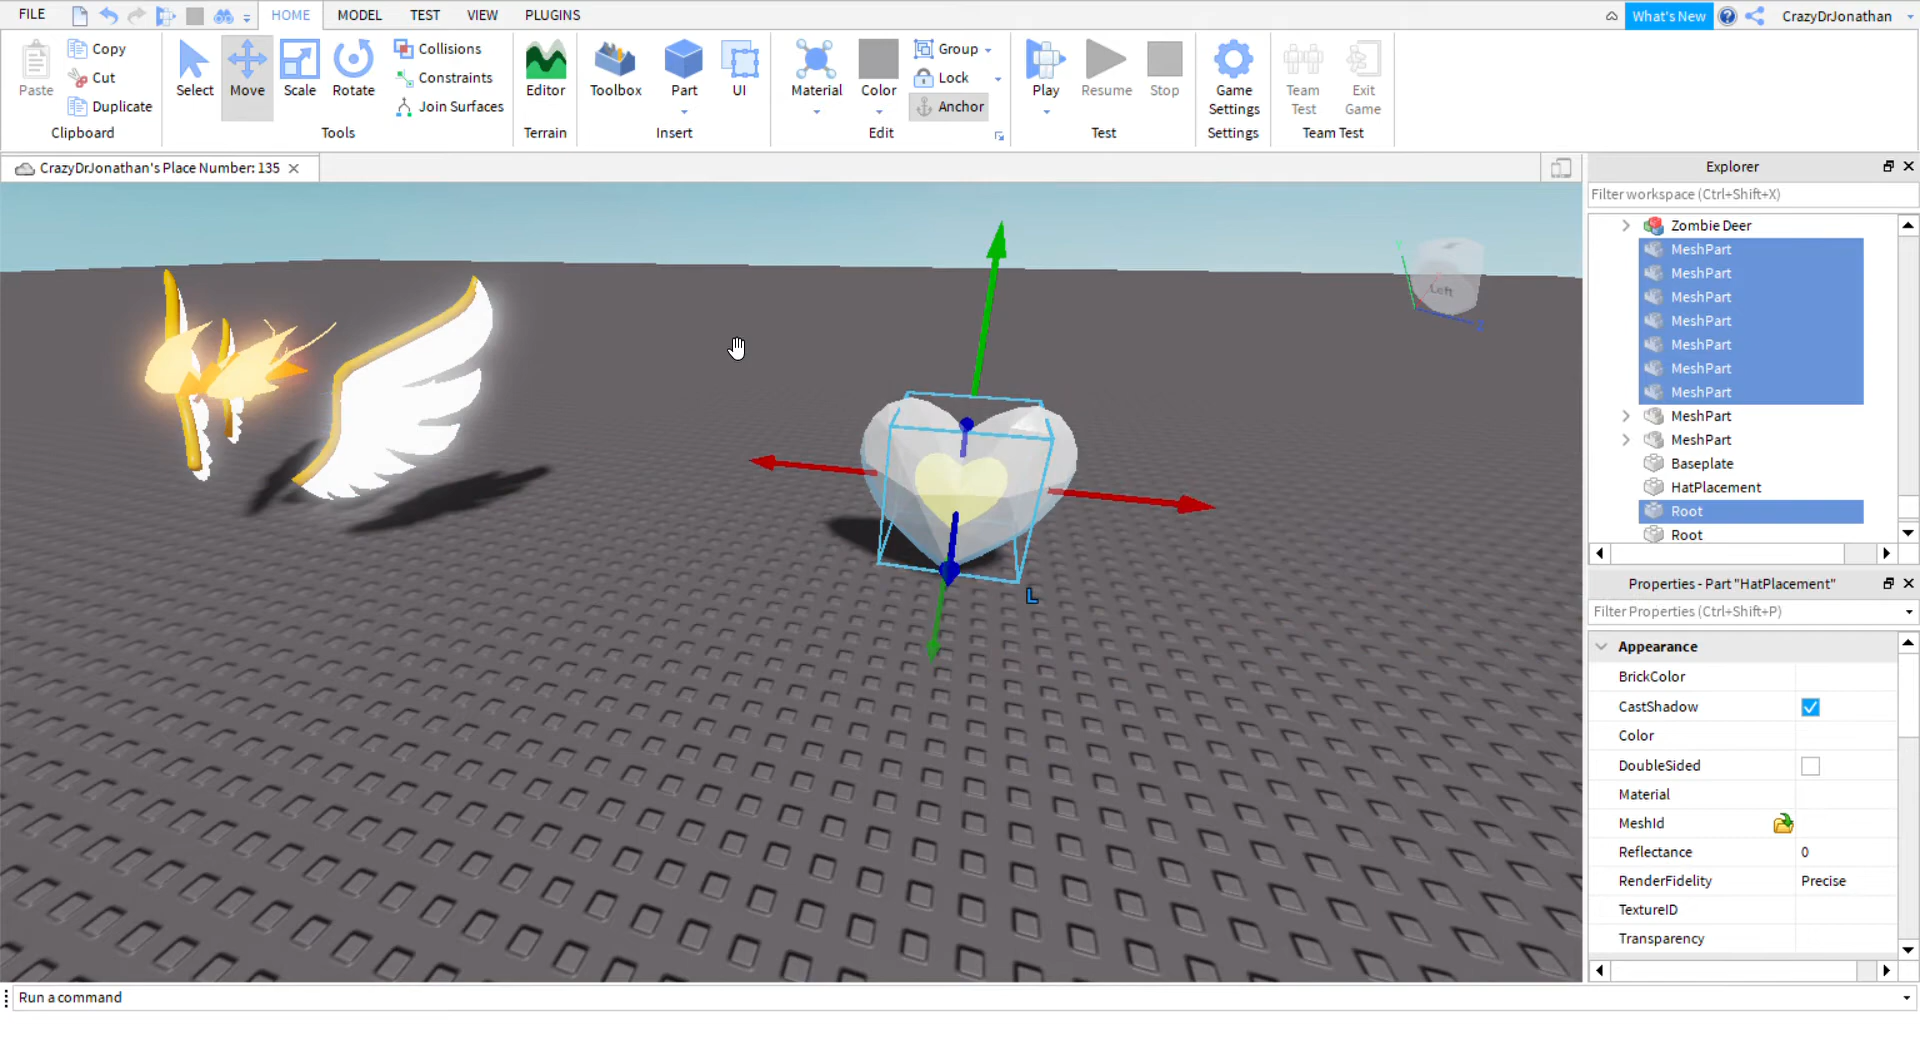 FILE HOME MODEL TEST VIEW PLUGINS What's New CrazyDrJonathan
Paste Copy Cut Duplicate
Clipboard
Select Move Scale Rotate Collisions Constraints Join Surfaces
Tools
Editor
Terrain
Toolbox Part UI
Insert
Material Color Group Lock Anchor
Edit
Play Resume Stop
Test
Game Settings
Settings
Team Test Exit Game
Team Test
CrazyDrJonathan's Place Number: 135
Left
Y
Z
L
Explorer
Filter workspace (Ctrl+Shift+X)
Zombie Deer
MeshPart
MeshPart
MeshPart
MeshPart
MeshPart
MeshPart
MeshPart
MeshPart
MeshPart
Baseplate
HatPlacement
Root
Root
Properties - Part "HatPlacement"
Filter Properties (Ctrl+Shift+P)
Appearance
BrickColor
CastShadow
Color
DoubleSided
Material
MeshId
Reflectance 0
RenderFidelity Precise
TextureID
Transparency
Run a command